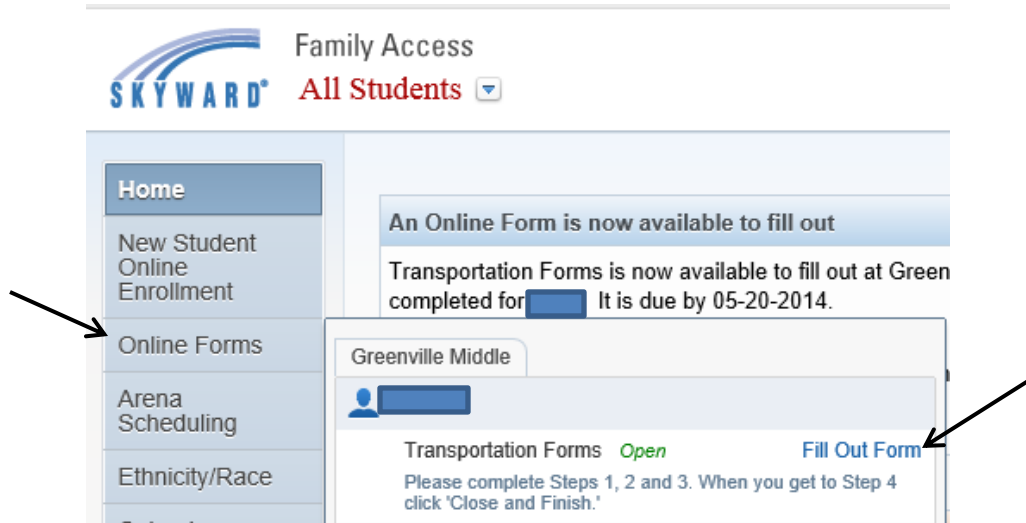 Family Access
SKYWARD®
All Students
Home
New Student
Online
Enrollment
Online Forms
Arena
Scheduling
Ethnicity/Race
An Online Form is now available to fill out
Transportation Forms is now available to fill out at Green
completed for It is due by 05-20-2014.
Greenville Middle
Transportation Forms Open Fill Out Form
Please complete Steps 1, 2 and 3. When you get to Step 4
click 'Close and Finish.'